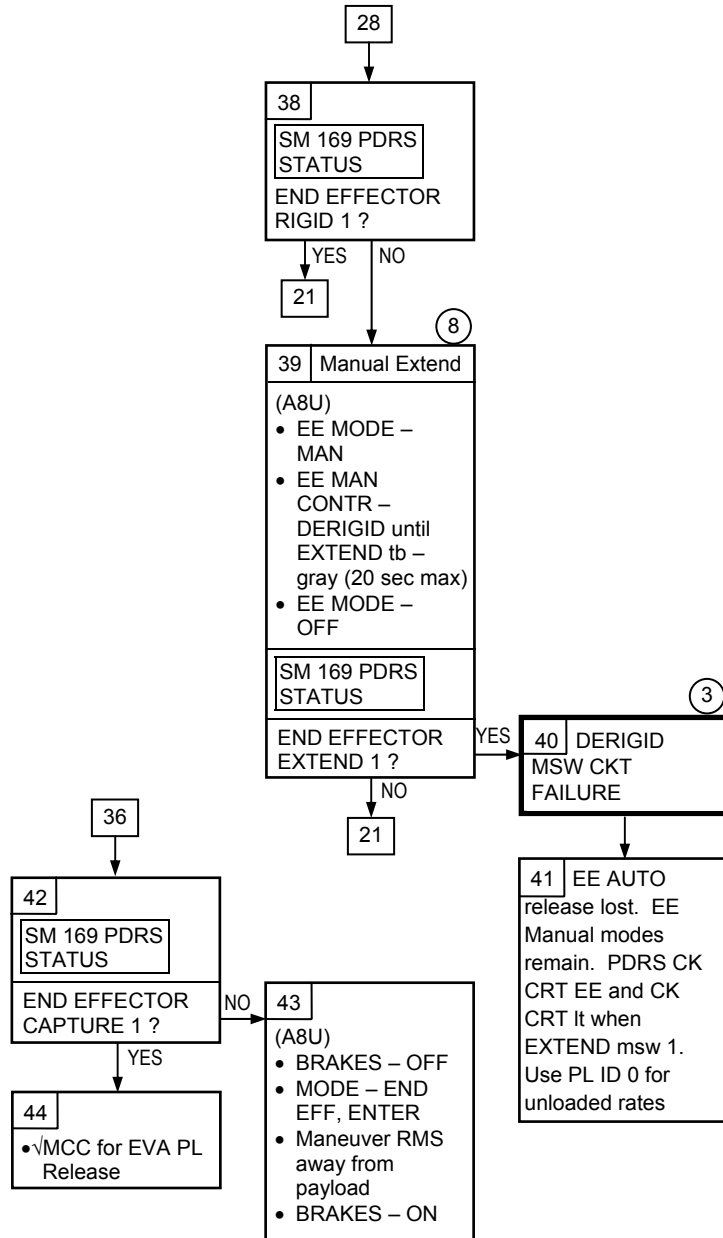 28
38
SM 169 PDRS
STATUS
END EFFECTOR
RIGID 1 ?
YES
NO
21
8
39 Manual Extend
(A8U)
• EE MODE –
MAN
• EE MAN
CONTR –
DERIGID until
EXTEND tb –
gray (20 sec max)
• EE MODE –
OFF
SM 169 PDRS
STATUS
END EFFECTOR
EXTEND 1 ?
YES
NO
21
3
40 DERIGID
MSW CKT
FAILURE
41 EE AUTO
release lost. EE
Manual modes
remain. PDRS CK
CRT EE and CK
CRT lt when
EXTEND msw 1.
Use PL ID 0 for
unloaded rates
36
42
SM 169 PDRS
STATUS
END EFFECTOR
CAPTURE 1 ?
NO
YES
43
(A8U)
• BRAKES – OFF
• MODE – END
EFF, ENTER
• Maneuver RMS
away from
payload
• BRAKES – ON
44
•√MCC for EVA PL
Release